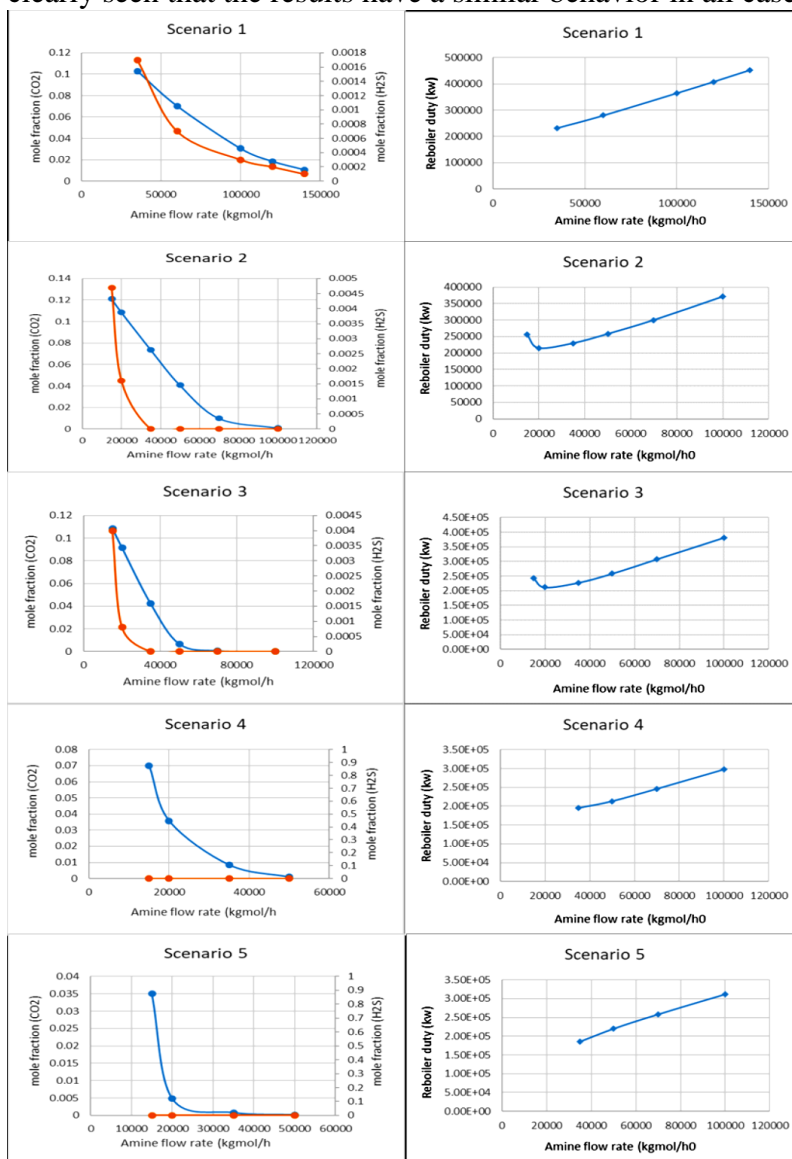 clearly seen that the results have a similar behavior in all case
Scenario 1
mole fraction (CO2)
0.12
0.1
0.08
0.06
0.04
0.02
0
0.0018
0.0016
0.0014
0.0012
0.001
0.0008
0.0006
0.0004
0.0002
0
mole fraction (H2S)
0 50000 100000 150000
Amine flow rate (kgmol/h
Scenario 1
Reboiler duty (kw)
500000
400000
300000
200000
100000
0
0 50000 100000 150000
Amine flow rate (kgmol/h0
Scenario 2
mole fraction (CO2)
0.14
0.12
0.1
0.08
0.06
0.04
0.02
0
0.005
0.0045
0.004
0.0035
0.003
0.0025
0.002
0.0015
0.001
0.0005
0
mole fraction (H2S)
0 20000 40000 60000 80000 100000 120000
Amine flow rate (kgmol/h
Scenario 2
Reboiler duty (kw)
400000
350000
300000
250000
200000
150000
100000
50000
0
0 20000 40000 60000 80000 100000 120000
Amine flow rate (kgmol/h0
Scenario 3
mole fraction (CO2)
0.12
0.1
0.08
0.06
0.04
0.02
0
0.0045
0.004
0.0035
0.003
0.0025
0.002
0.0015
0.001
0.0005
0
mole fraction (H2S)
0 40000 80000 120000
Amine flow rate (kgmol/h
Scenario 3
Reboiler duty (kw)
4.50E+05
4.00E+05
3.50E+05
3.00E+05
2.50E+05
2.00E+05
1.50E+05
1.00E+05
5.00E+04
0.00E+00
0 20000 40000 60000 80000 100000 120000
Amine flow rate (kgmol/h0
Scenario 4
mole fraction (CO2)
0.08
0.07
0.06
0.05
0.04
0.03
0.02
0.01
0
1
0.9
0.8
0.7
0.6
0.5
0.4
0.3
0.2
0.1
0
mole fraction (H2S)
0 20000 40000 60000
Amine flow rate (kgmol/h
Scenario 4
Reboiler duty (kw)
3.50E+05
3.00E+05
2.50E+05
2.00E+05
1.50E+05
1.00E+05
5.00E+04
0.00E+00
0 20000 40000 60000 80000 100000 120000
Amine flow rate (kgmol/h0
Scenario 5
mole fraction (CO2)
0.04
0.035
0.03
0.025
0.02
0.015
0.01
0.005
0
1
0.9
0.8
0.7
0.6
0.5
0.4
0.3
0.2
0.1
0
mole fraction (H2S)
0 10000 20000 30000 40000 50000 60000
Amine flow rate (kgmol/h
Scenario 5
Reboiler duty (kw)
3.50E+05
3.00E+05
2.50E+05
2.00E+05
1.50E+05
1.00E+05
5.00E+04
0.00E+00
0 20000 40000 60000 80000 100000 120000
Amine flow rate (kgmol/h0